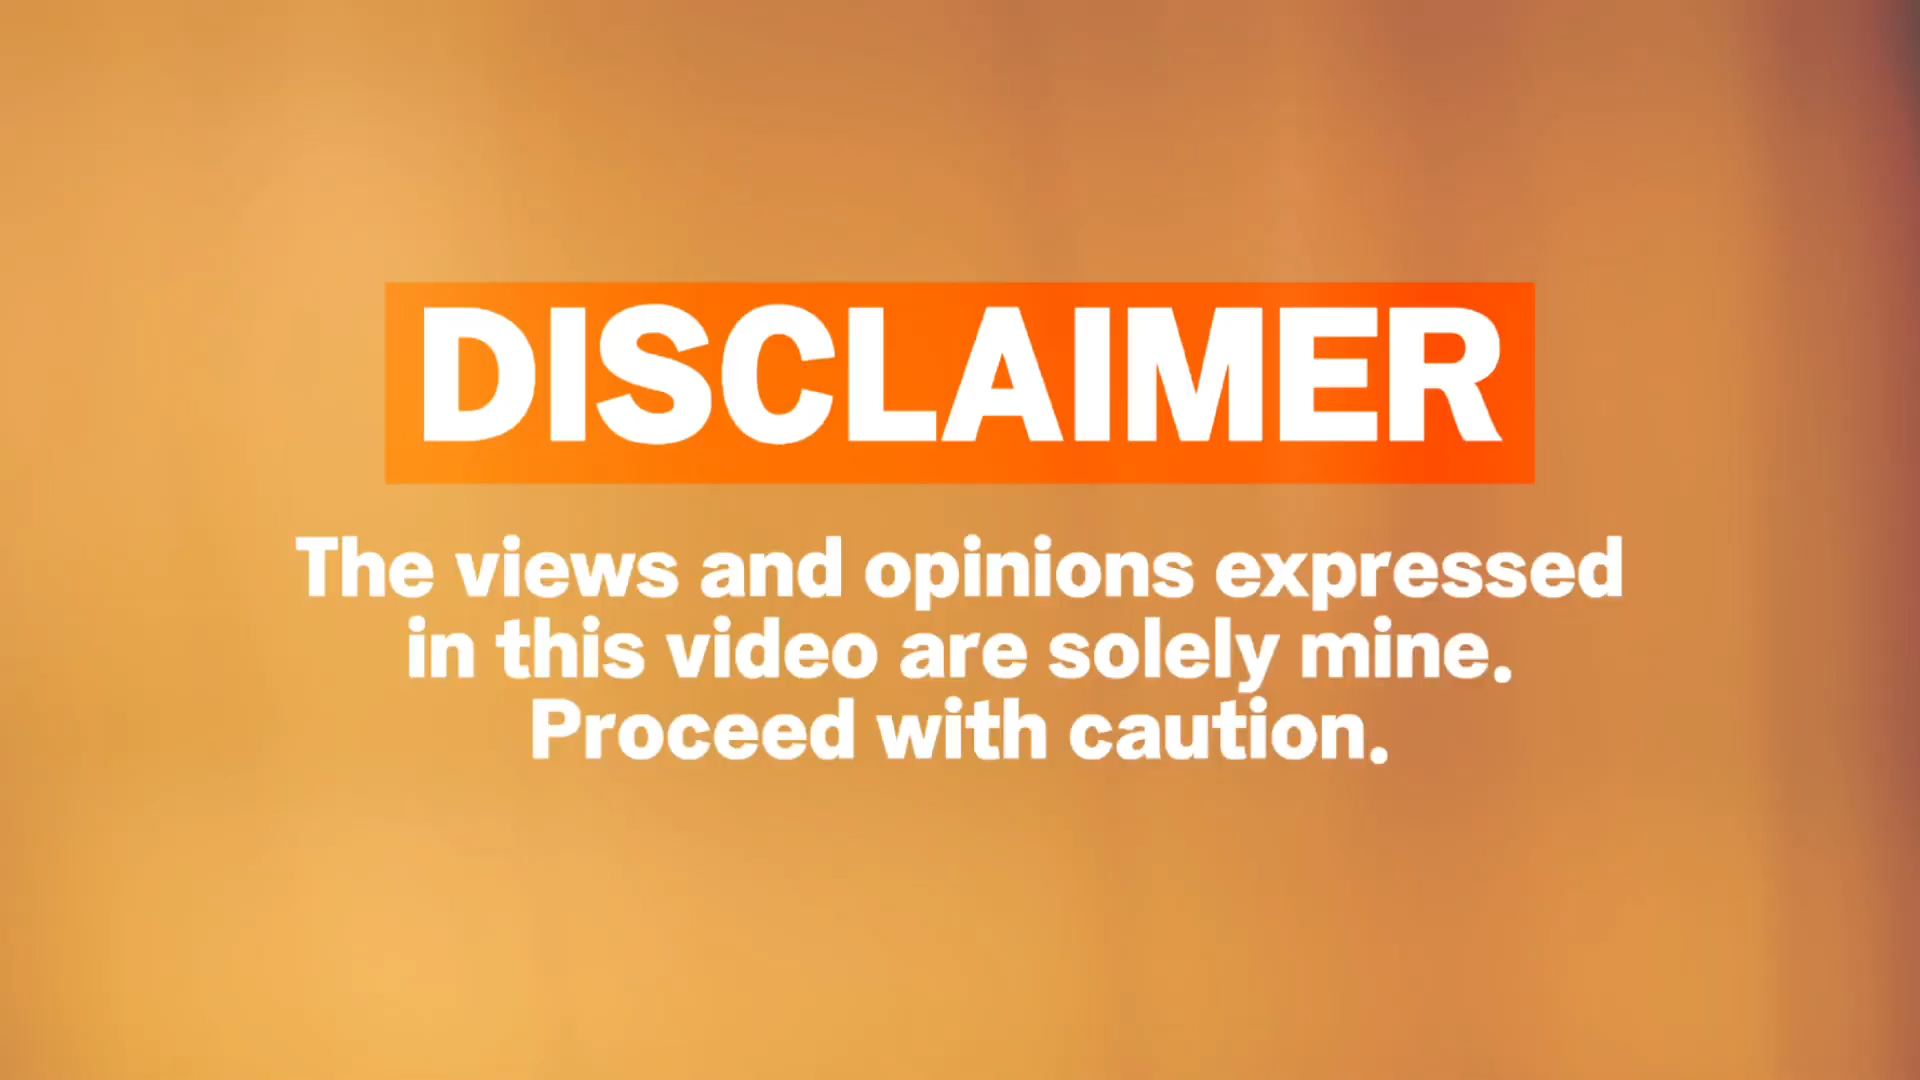 DISCLAIMER
The views and opinions expressed
in this video are solely mine.
Proceed with caution.